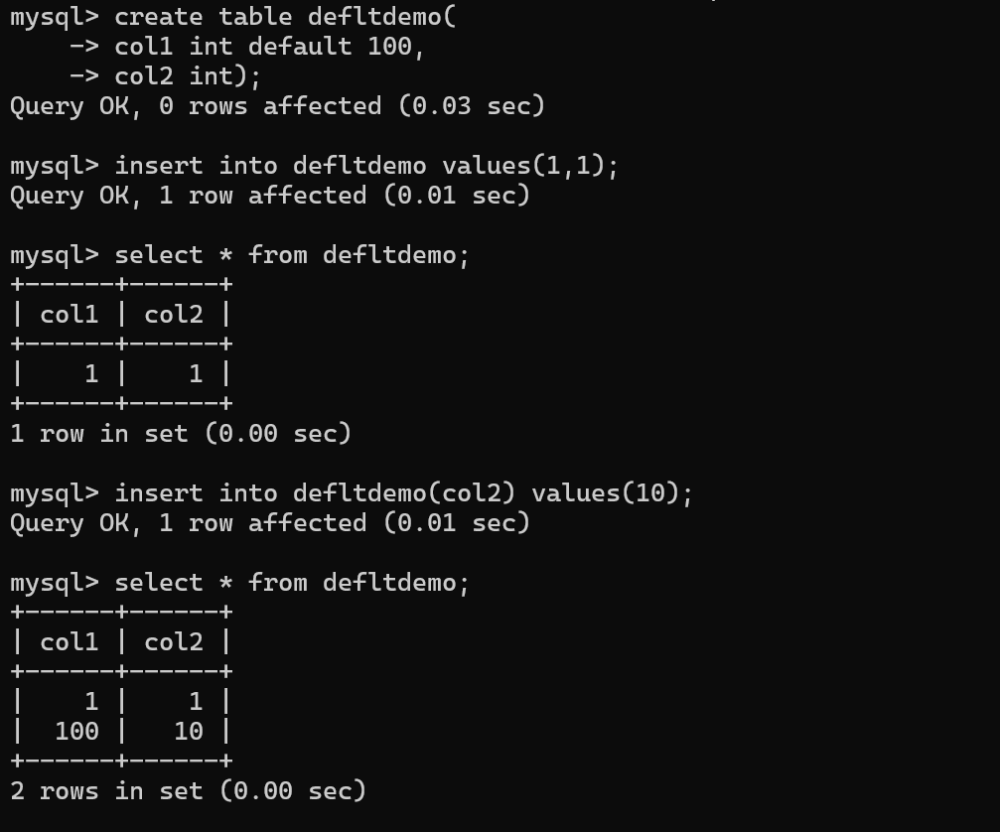 mysql> create table defltdemo(
    -> col1 int default 100,
    -> col2 int);
Query OK, 0 rows affected (0.03 sec)

mysql> insert into defltdemo values(1,1);
Query OK, 1 row affected (0.01 sec)

mysql> select * from defltdemo;
+------+------+
| col1 | col2 |
+------+------+
|    1 |    1 |
+------+------+
1 row in set (0.00 sec)

mysql> insert into defltdemo(col2) values(10);
Query OK, 1 row affected (0.01 sec)

mysql> select * from defltdemo;
+------+------+
| col1 | col2 |
+------+------+
|    1 |    1 |
|  100 |   10 |
+------+------+
2 rows in set (0.00 sec)